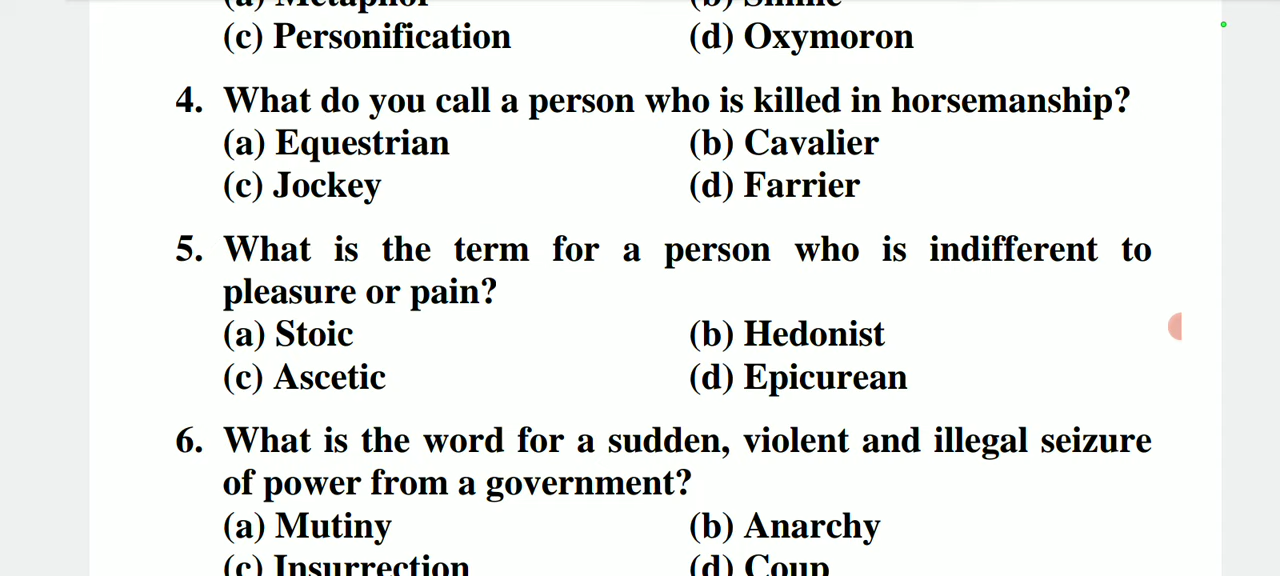 (a) Metaphor (b) Simile
(c) Personification (d) Oxymoron
4. What do you call a person who is killed in horsemanship?
(a) Equestrian (b) Cavalier
(c) Jockey (d) Farrier
5. What is the term for a person who is indifferent to
pleasure or pain?
(a) Stoic (b) Hedonist
(c) Ascetic (d) Epicurean
6. What is the word for a sudden, violent and illegal seizure
of power from a government?
(a) Mutiny (b) Anarchy
(c) Insurrection (d) Coup